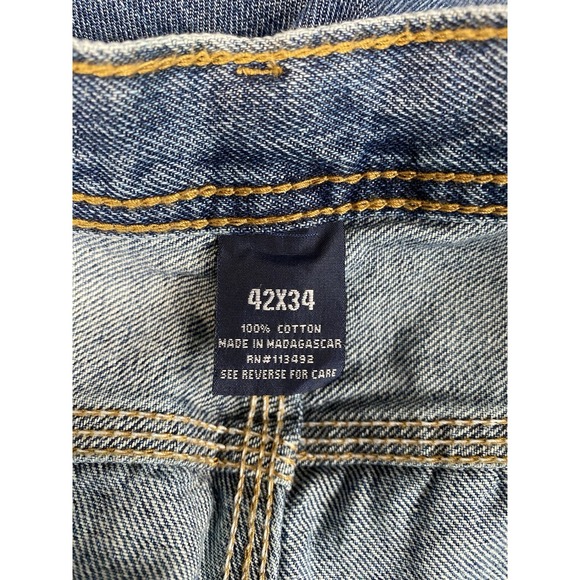 42X34
100% COTTON
MADE IN MADAGASCAR
RN#113492
SEE REVERSE FOR CARE